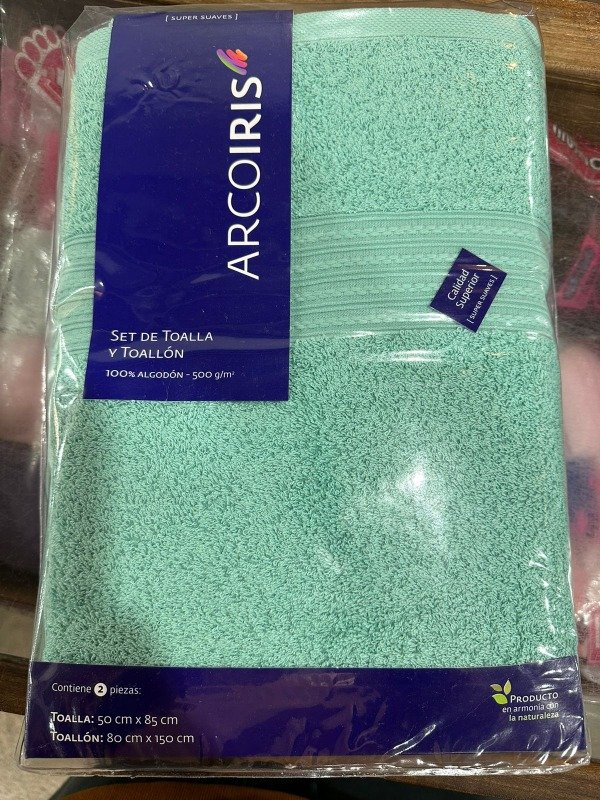 [ SUPER SUAVES ]
ARCOIRIS
SET DE TOALLA
Y TOALLÓN
100% ALGODÓN – 500 g/m²
Calidad
Superior
[ SUPER SUAVES ]
Contiene 2 piezas:
TOALLA: 50 cm x 85 cm
TOALLÓN: 80 cm x 150 cm
PRODUCTO
en armonía con
la naturaleza